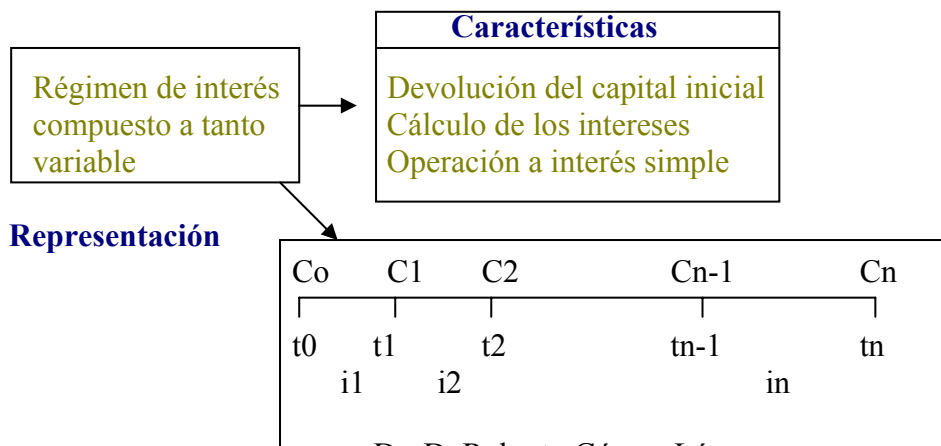 Características
Régimen de interés
compuesto a tanto
variable
Devolución del capital inicial
Cálculo de los intereses
Operación a interés simple
Representación
Co C1 C2 Cn-1 Cn
t0 t1 t2 tn-1 tn
i1 i2 in